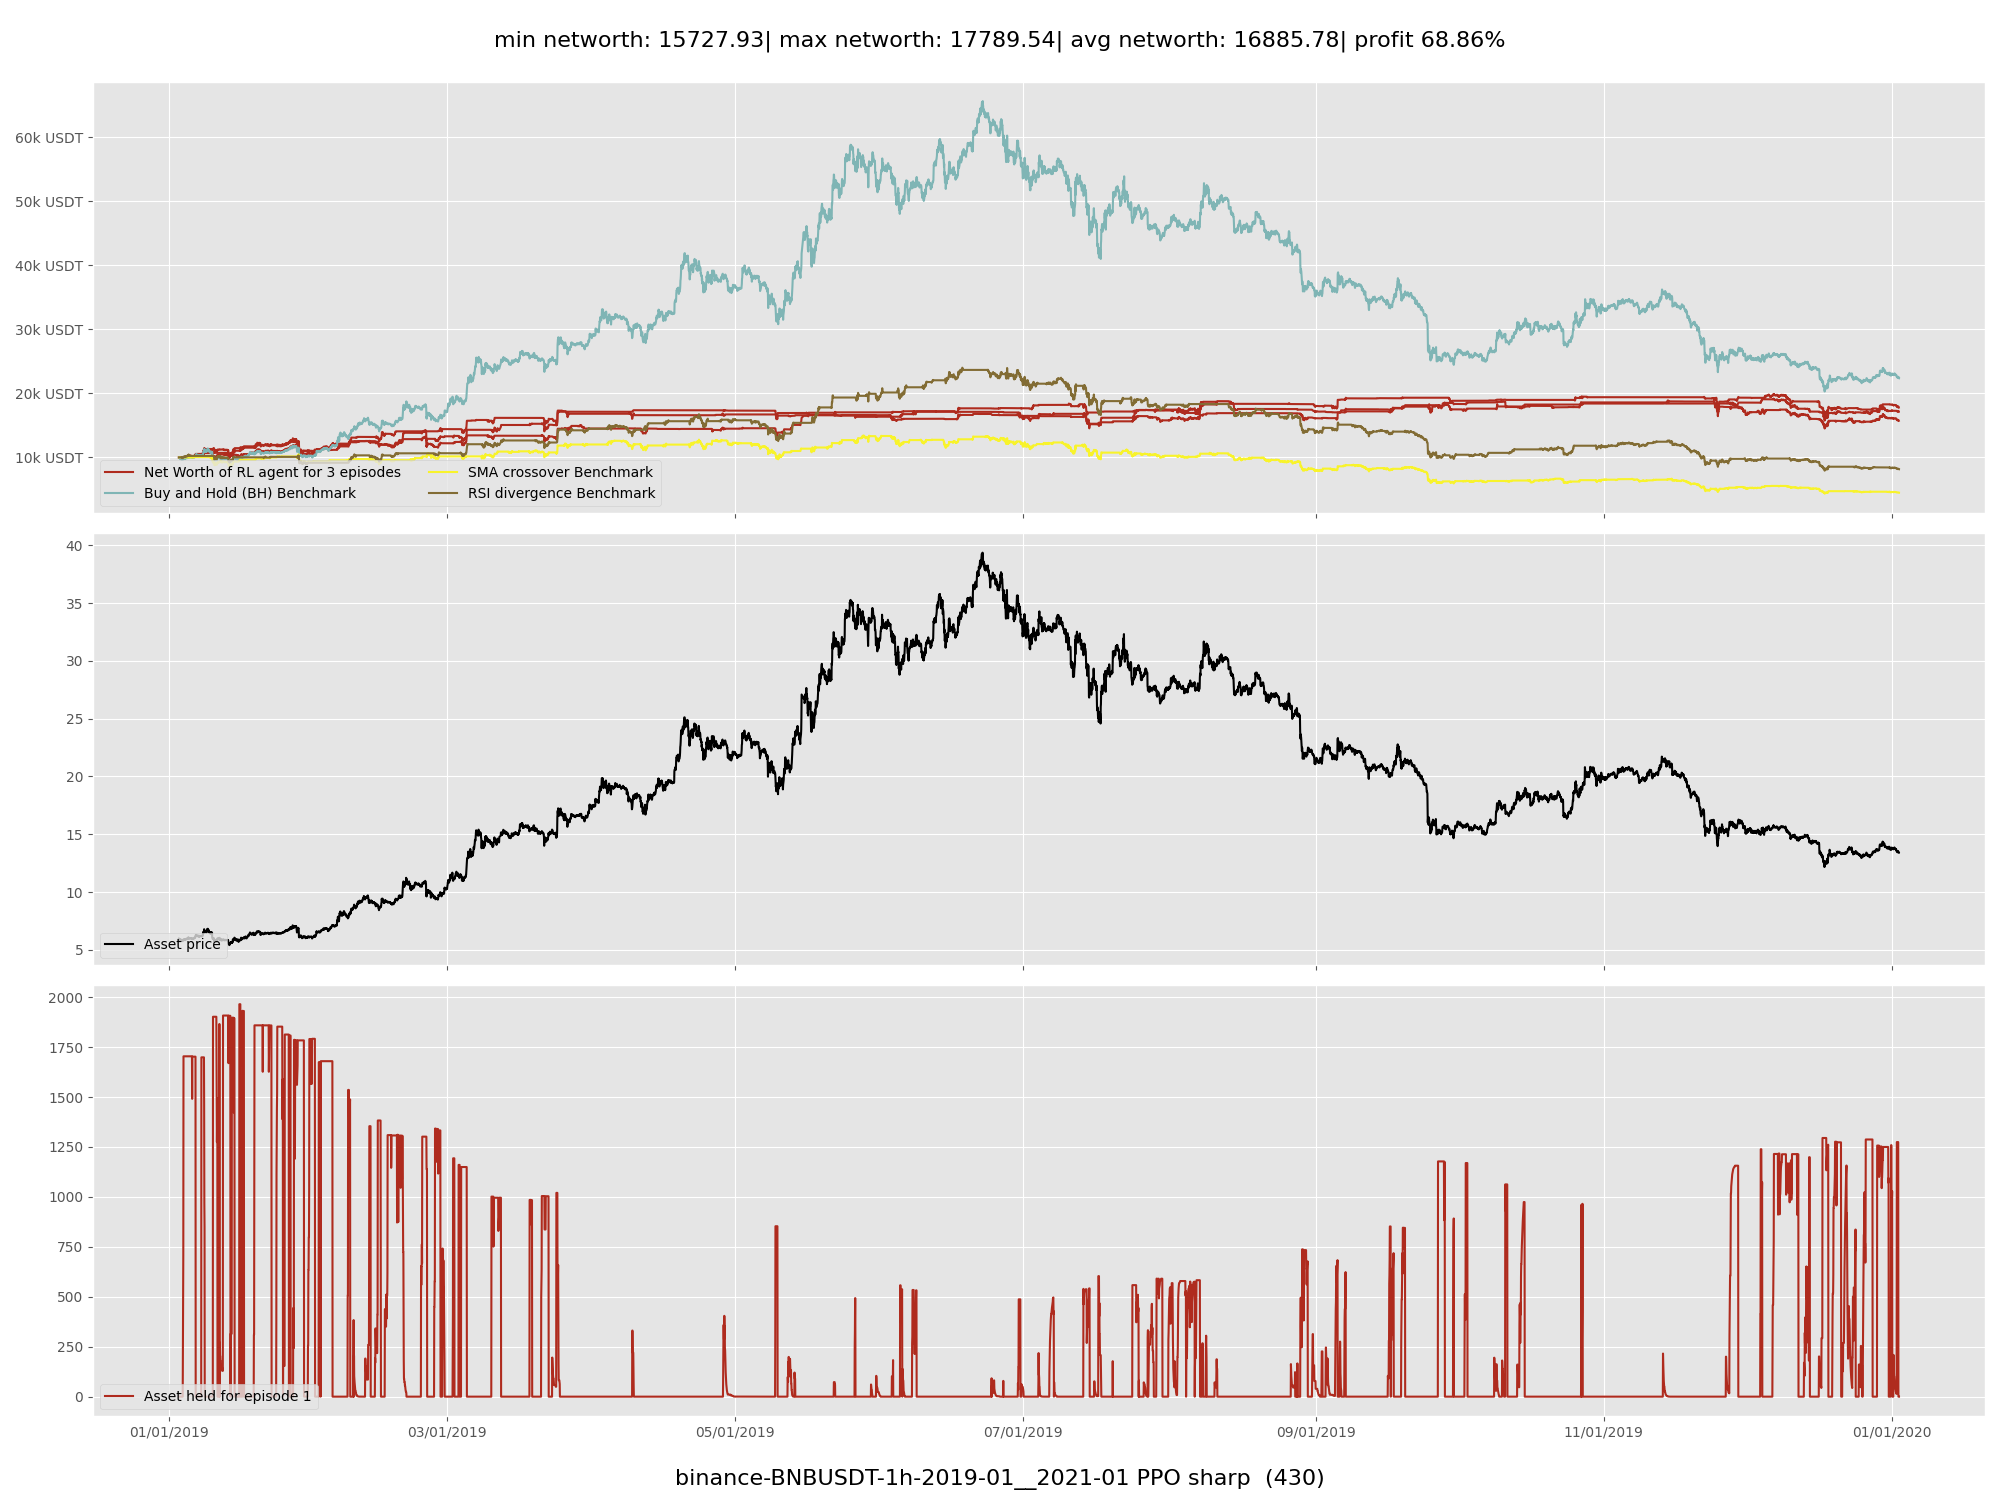 min networth: 15727.93| max networth: 17789.54| avg networth: 16885.78| profit 68.86%
60k USDT
50k USDT
40k USDT
30k USDT
20k USDT
10k USDT
Net Worth of RL agent for 3 episodes
Buy and Hold (BH) Benchmark
SMA crossover Benchmark
RSI divergence Benchmark
40
35
30
25
20
15
10
5
Asset price
2000
1750
1500
1250
1000
750
500
250
0
Asset held for episode 1
01/01/2019 03/01/2019 05/01/2019 07/01/2019 09/01/2019 11/01/2019 01/01/2020
binance-BNBUSDT-1h-2019-01__2021-01 PPO sharp (430)